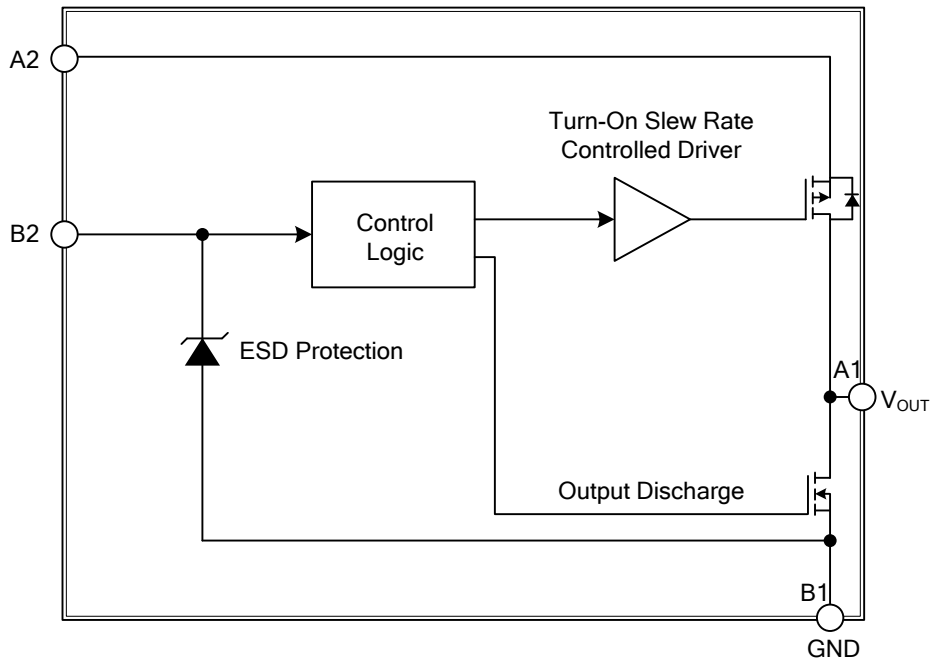 A2
Turn-On Slew Rate
Controlled Driver
B2
Control
Logic
ESD Protection
A1
VOUT
Output Discharge
B1
GND